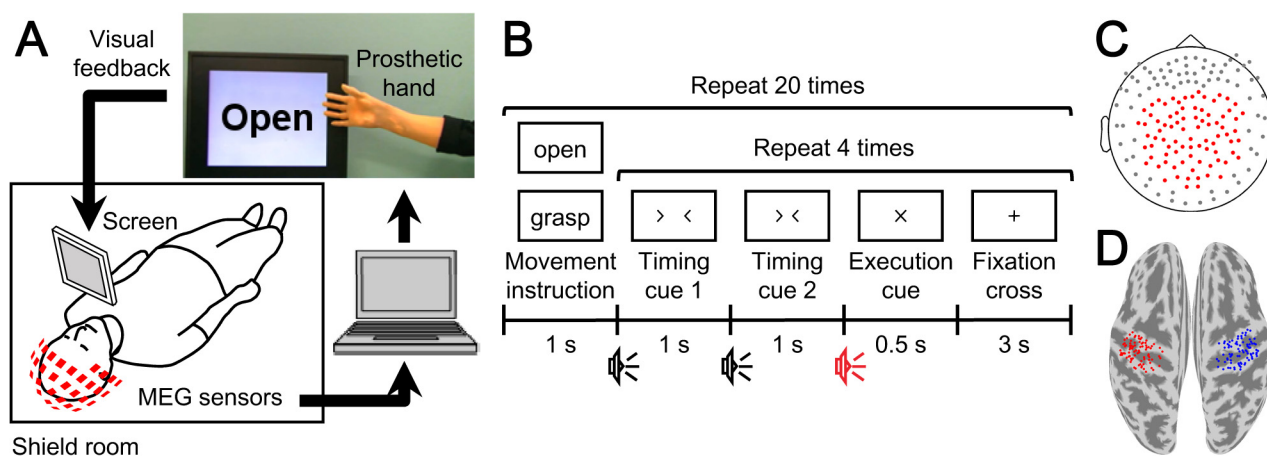 A
Visual
feedback
Prosthetic
hand
Open
Screen
MEG sensors
Shield room
B
Repeat 20 times
open
Repeat 4 times
grasp
› ‹
› ‹
×
+
Movement
instruction
Timing
cue 1
Timing
cue 2
Execution
cue
Fixation
cross
1 s
1 s
1 s
0.5 s
3 s
C
D